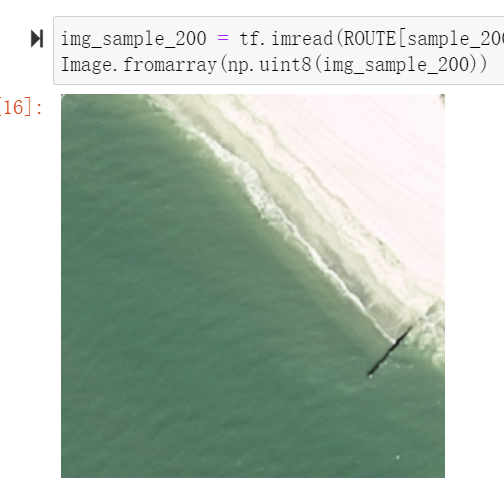 img_sample_200 = tf.imread(ROUTE[sample_20
Image.fromarray(np.uint8(img_sample_200))
[16]: